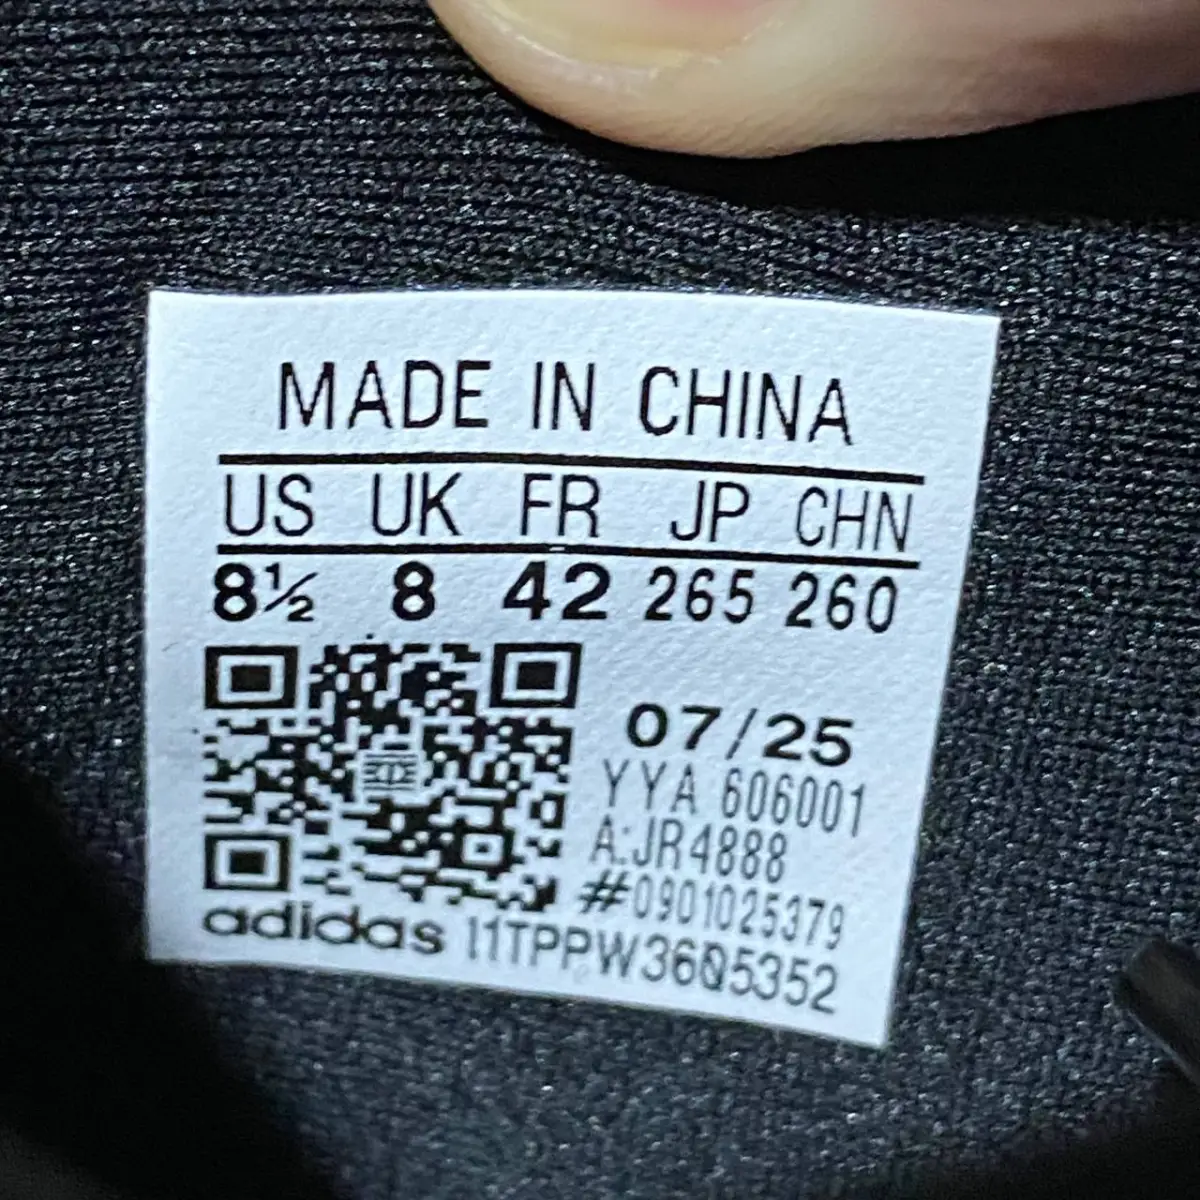 MADE IN CHINA
US UK FR JP CHN
8½ 8 42 265 260
07/25
YYA 606001
A:JR4888
#0901025379
adidas 11TPPW36Q5352